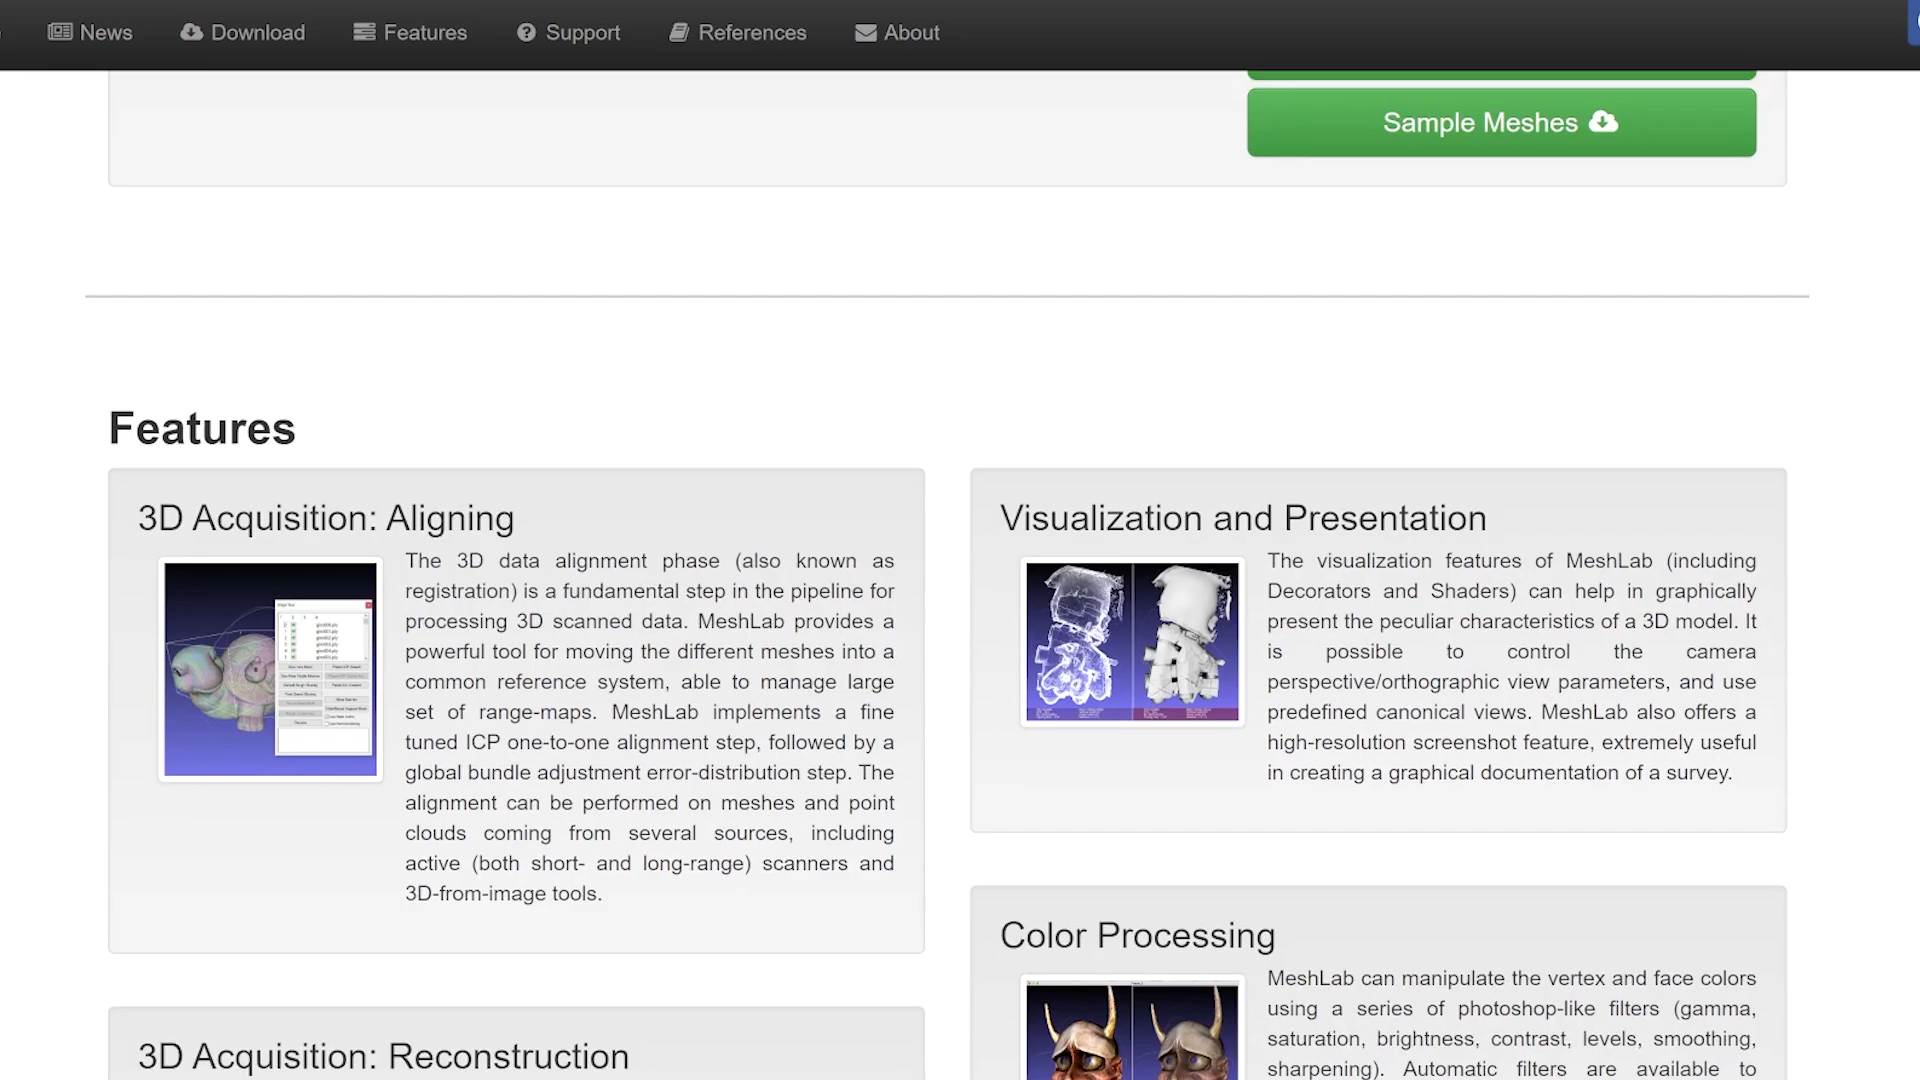 News
Download
Features
Support
References
About
Sample Meshes
Features
3D Acquisition: Aligning
The 3D data alignment phase (also known as
registration) is a fundamental step in the pipeline for
processing 3D scanned data. MeshLab provides a
powerful tool for moving the different meshes into a
common reference system, able to manage large
set of range-maps. MeshLab implements a fine
tuned ICP one-to-one alignment step, followed by a
global bundle adjustment error-distribution step. The
alignment can be performed on meshes and point
clouds coming from several sources, including
active (both short- and long-range) scanners and
3D-from-image tools.
3D Acquisition: Reconstruction
Visualization and Presentation
The visualization features of MeshLab (including
Decorators and Shaders) can help in graphically
present the peculiar characteristics of a 3D model. It
is possible to control the camera
perspective/orthographic view parameters, and use
predefined canonical views. MeshLab also offers a
high-resolution screenshot feature, extremely useful
in creating a graphical documentation of a survey.
Color Processing
MeshLab can manipulate the vertex and face colors
using a series of photoshop-like filters (gamma,
saturation, brightness, contrast, levels, smoothing,
sharpening). Automatic filters are available to